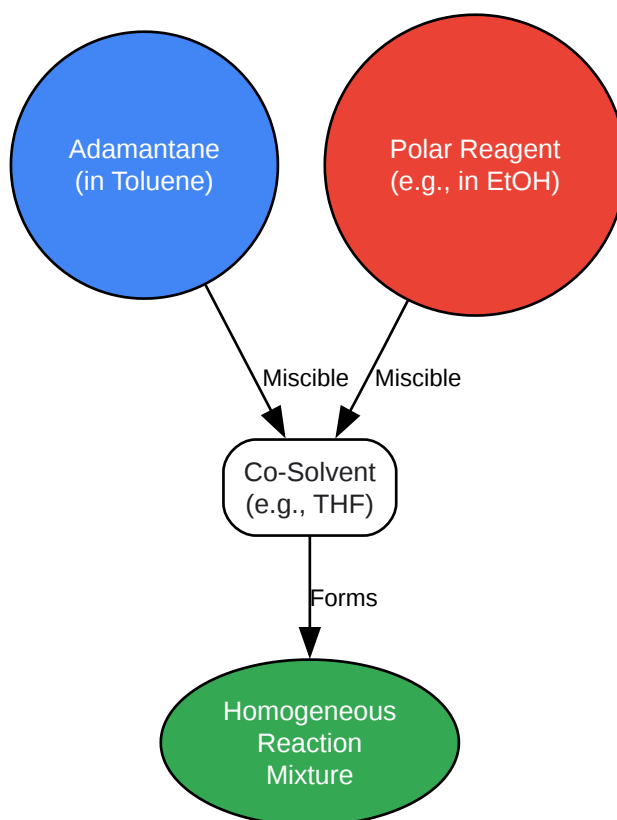 Adamantane
(in Toluene)
Polar Reagent
(e.g., in EtOH)
Miscible
Miscible
Co-Solvent
(e.g., THF)
Forms
Homogeneous
Reaction
Mixture